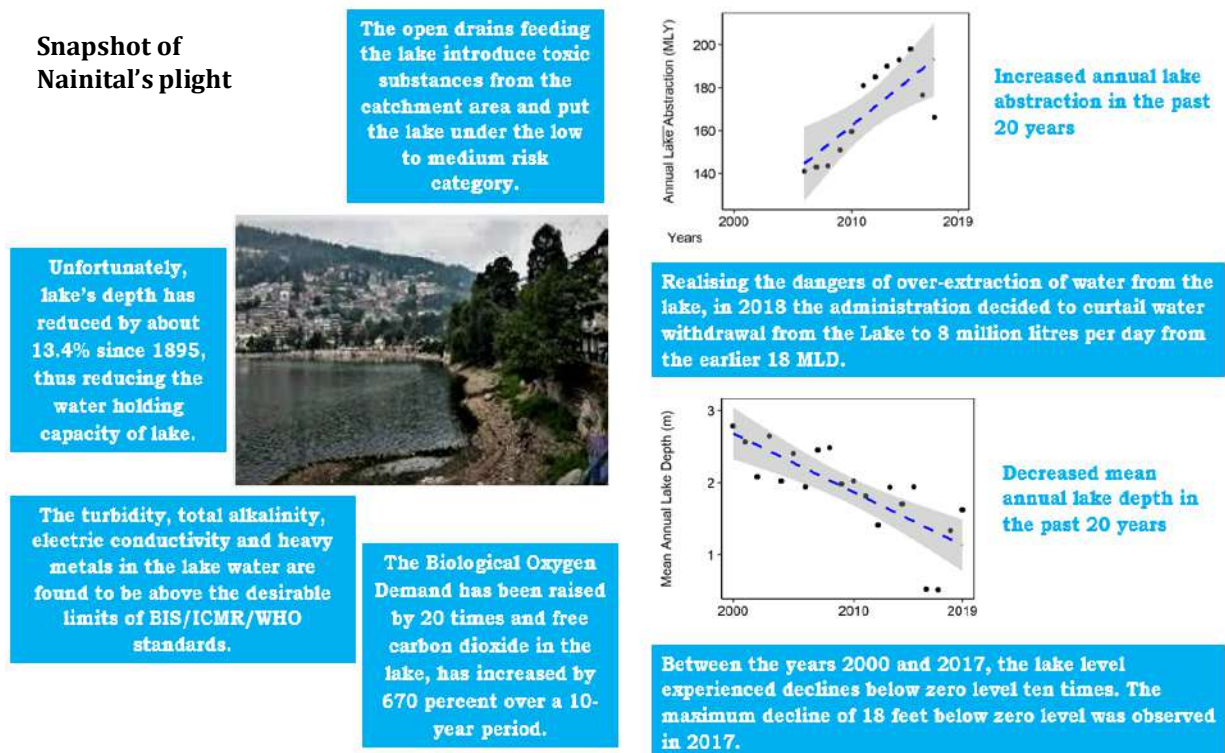 Snapshot of
Nainital's plight
The open drains feeding
the lake introduce toxic
substances from the
catchment area and put
the lake under the low
to medium risk
category.
Unfortunately,
lake's depth has
reduced by about
13.4% since 1895,
thus reducing the
water holding
capacity of lake.
The turbidity, total alkalinity,
electric conductivity and heavy
metals in the lake water are
found to be above the desirable
limits of BIS/ICMR/WHO
standards.
The Biological Oxygen
Demand has been raised
by 20 times and free
carbon dioxide in the
lake, has increased by
670 percent over a 10-
year period.
Annual Lake Abstraction (MLY)
200
180
160
140
2000
2010
2019
Years
Increased annual lake
abstraction in the past
20 years
Realising the dangers of over-extraction of water from the
lake, in 2018 the administration decided to curtail water
withdrawal from the Lake to 8 million litres per day from
the earlier 18 MLD.
Mean Annual Lake Depth (m)
3
2
1
2000
2010
2019
Decreased mean
annual lake depth in
the past 20 years
Between the years 2000 and 2017, the lake level
experienced declines below zero level ten times. The
maximum decline of 18 feet below zero level was observed
in 2017.